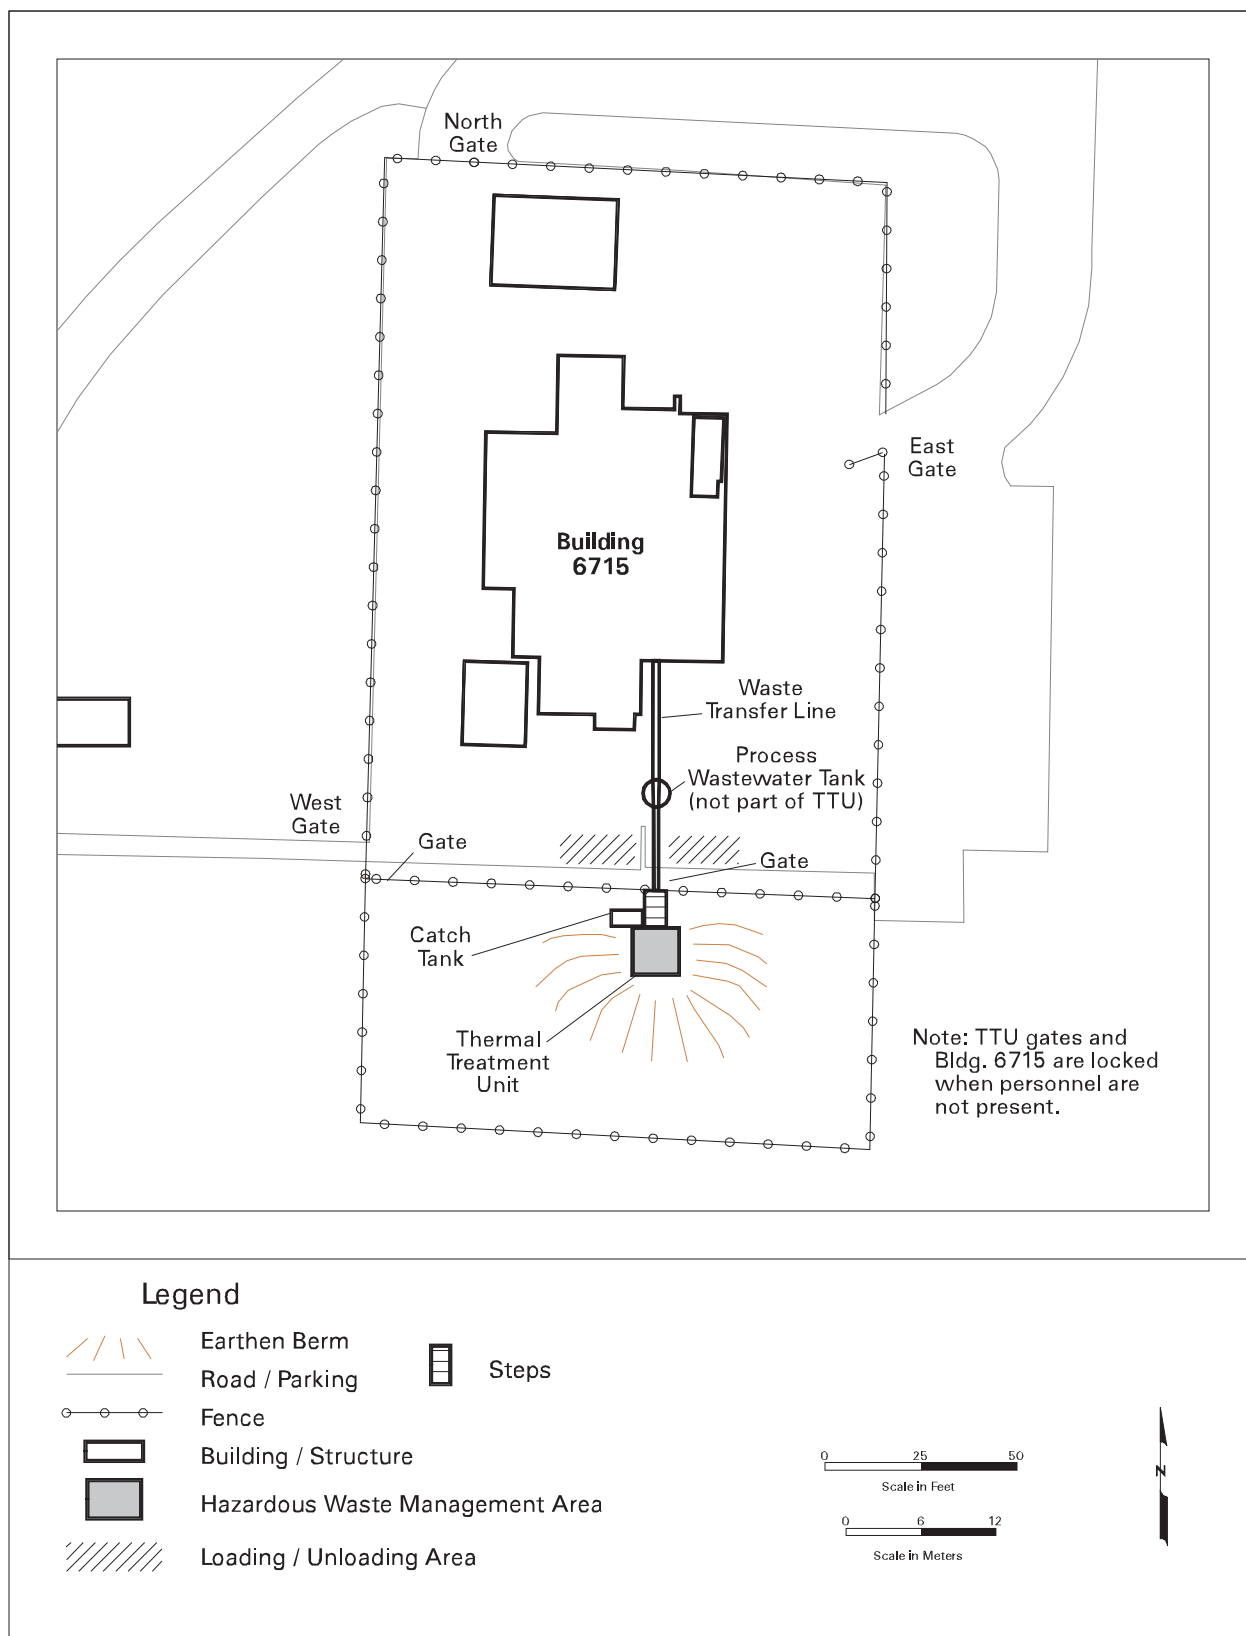 North
Gate
East
Gate
Building
6715
Waste
Transfer Line
Process
Wastewater Tank
(not part of TTU)
West
Gate
Gate
Gate
Catch
Tank
Thermal
Treatment
Unit
Note: TTU gates and
Bldg. 6715 are locked
when personnel are
not present.
Legend
Earthen Berm
Road / Parking
Fence
Building / Structure
Hazardous Waste Management Area
Loading / Unloading Area
Steps
0 25 50
Scale in Feet
0 6 12
Scale in Meters
N